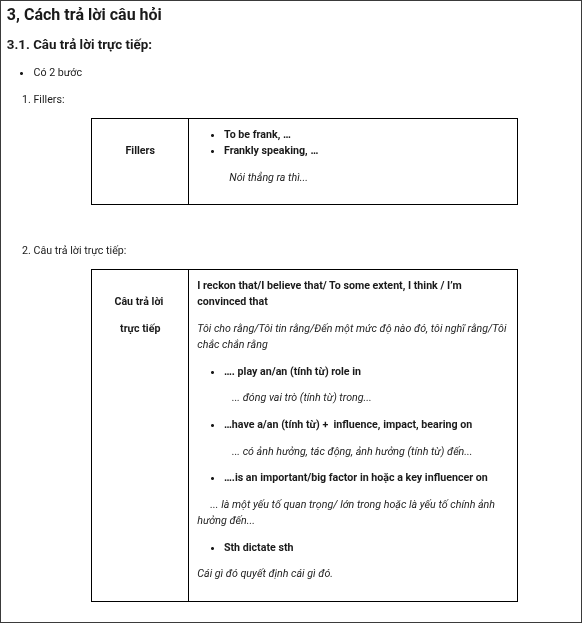 3, Cách trả lời câu hỏi
3.1. Câu trả lời trực tiếp:
• Có 2 bước
1. Fillers:
Fillers
• To be frank, ...
• Frankly speaking, ...
Nói thẳng ra thì...
2. Câu trả lời trực tiếp:
Câu trả lời
trực tiếp
I reckon that/I believe that/ To some extent, I think / I'm
convinced that
Tôi cho rằng/Tôi tin rằng/Đến một mức độ nào đó, tôi nghĩ rằng/Tôi
chắc chắn rằng
• .... play an/an (tính từ) role in
... đóng vai trò (tính từ) trong...
• ...have a/an (tính từ) + influence, impact, bearing on
... có ảnh hưởng, tác động, ảnh hưởng (tính từ) đến...
• ....is an important/big factor in hoặc a key influencer on
... là một yếu tố quan trọng/ lớn trong hoặc là yếu tố chính ảnh
hưởng đến...
• Sth dictate sth
Cái gì đó quyết định cái gì đó.